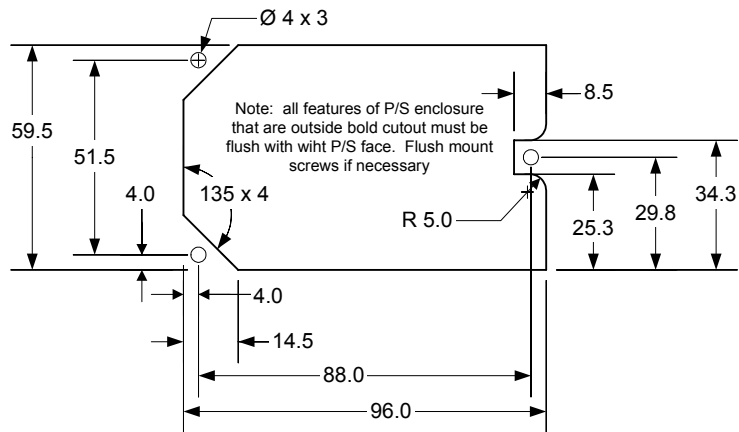 Ø 4 x 3
8.5
Note: all features of P/S enclosure
that are outside bold cutout must be
flush with wiht P/S face. Flush mount
screws if necessary
59.5
51.5
4.0
135 x 4
R 5.0
25.3
29.8
34.3
4.0
14.5
88.0
96.0